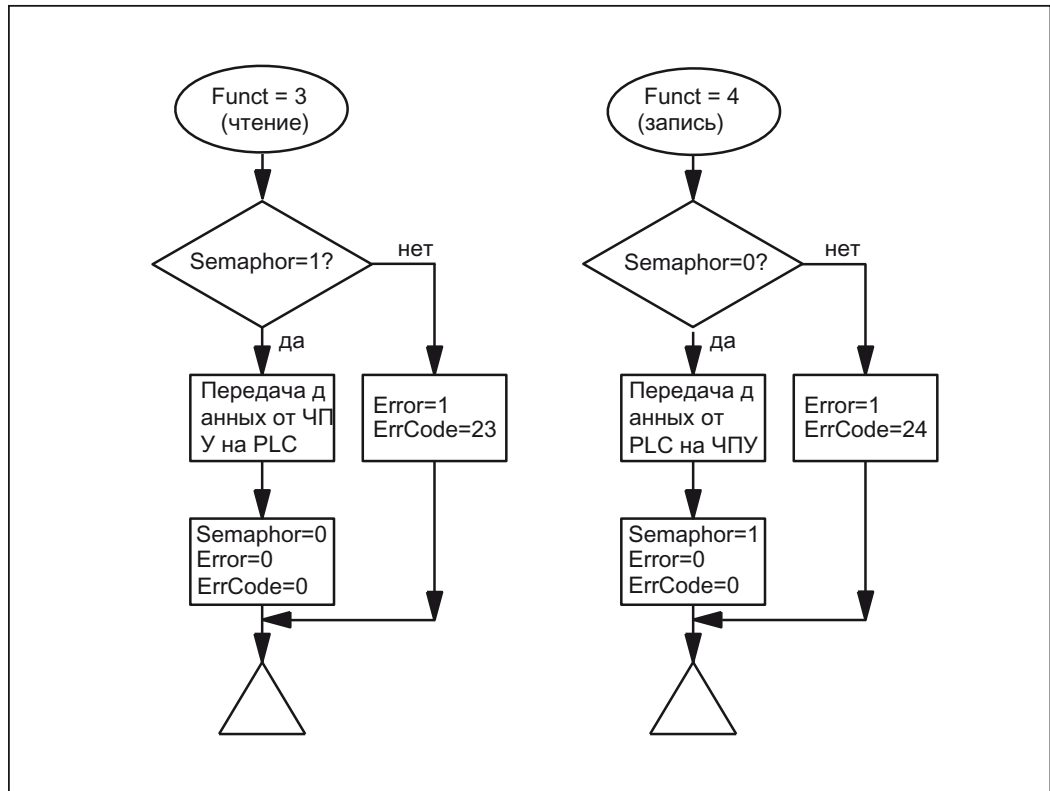 Funct = 3
(чтение)
Semaphor=1?
нет
да
Передача д
анных от ЧП
У на PLC
Error=1
ErrCode=23
Semaphor=0
Error=0
ErrCode=0
Funct = 4
(запись)
Semaphor=0?
нет
да
Передача д
анных от
PLC на ЧПУ
Error=1
ErrCode=24
Semaphor=1
Error=0
ErrCode=0